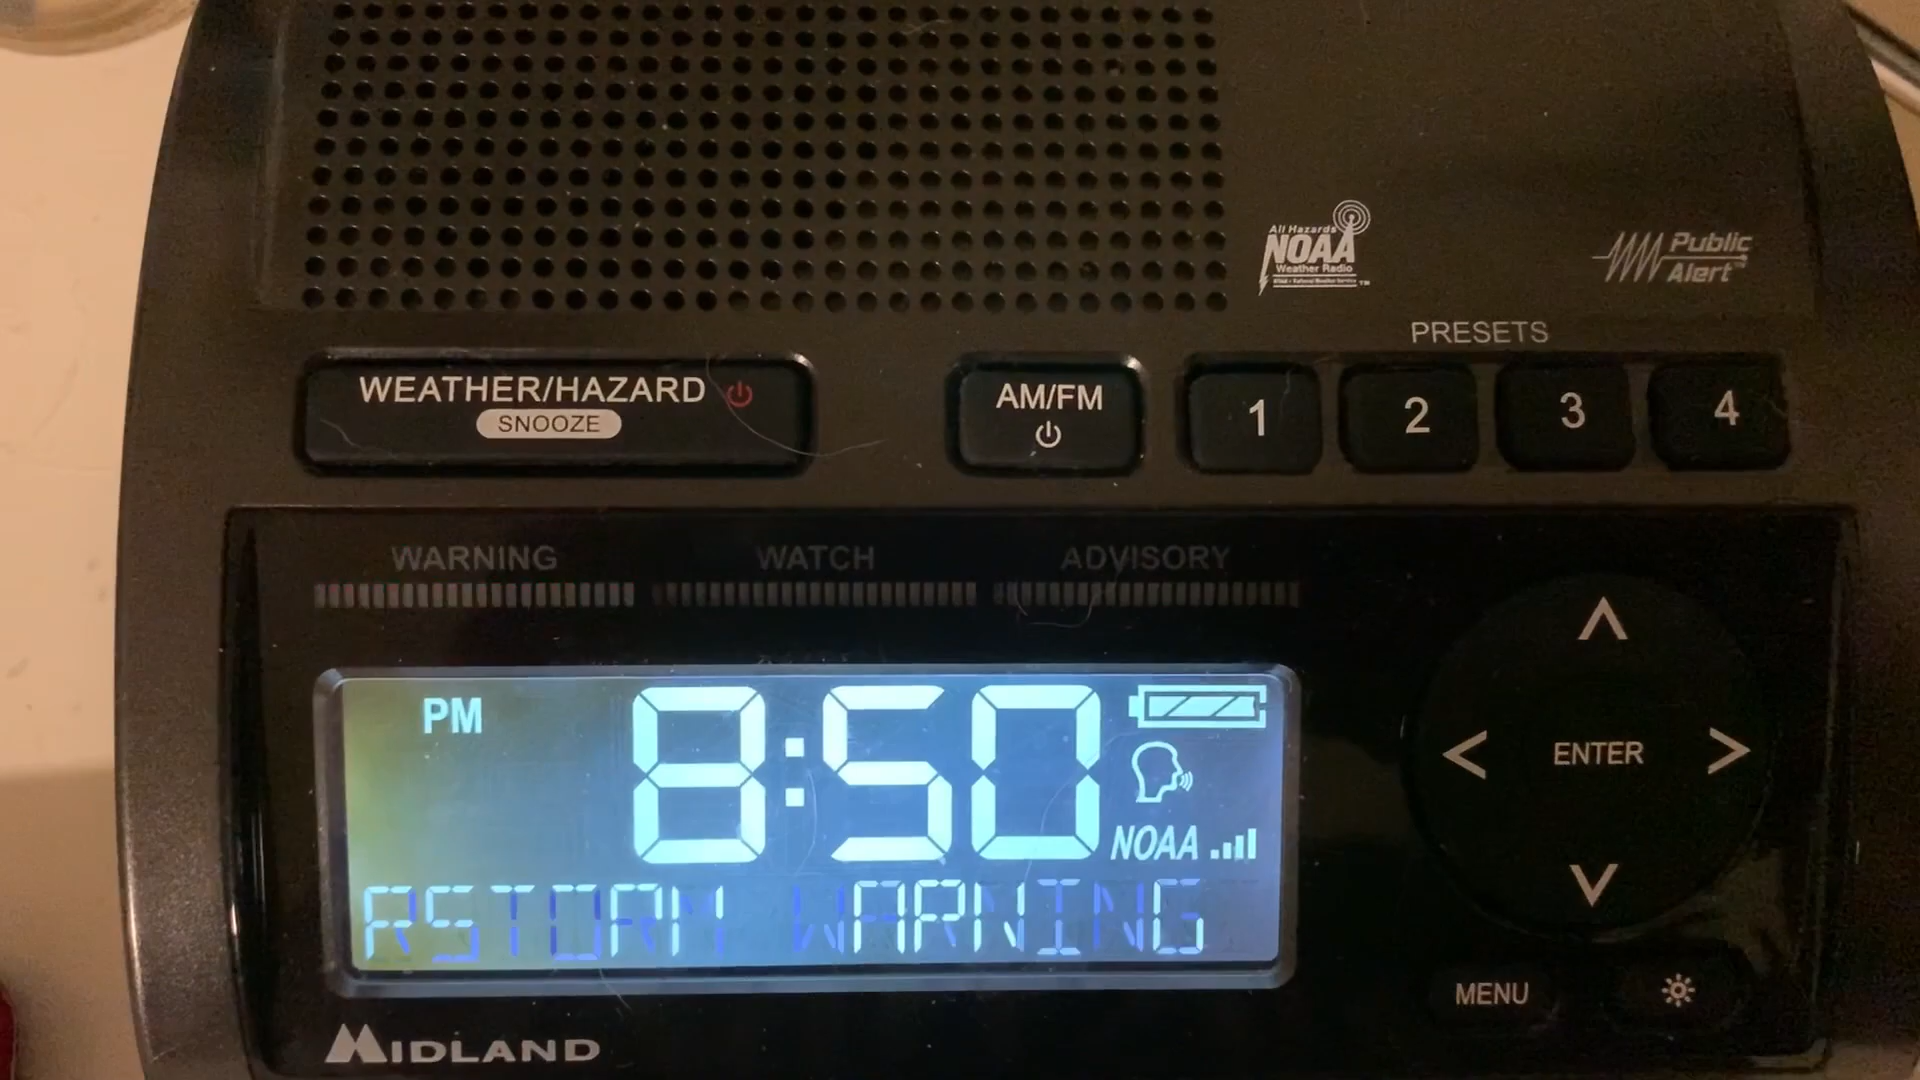 All Hazards
NOAA
Weather Radio
Public
Alert™
PRESETS
WEATHER/HAZARD
SNOOZE
AM/FM
1 2 3 4
WARNING WATCH ADVISORY
PM 8:50
NOAA
RSTORM WARNING
ENTER
MENU
MIDLAND